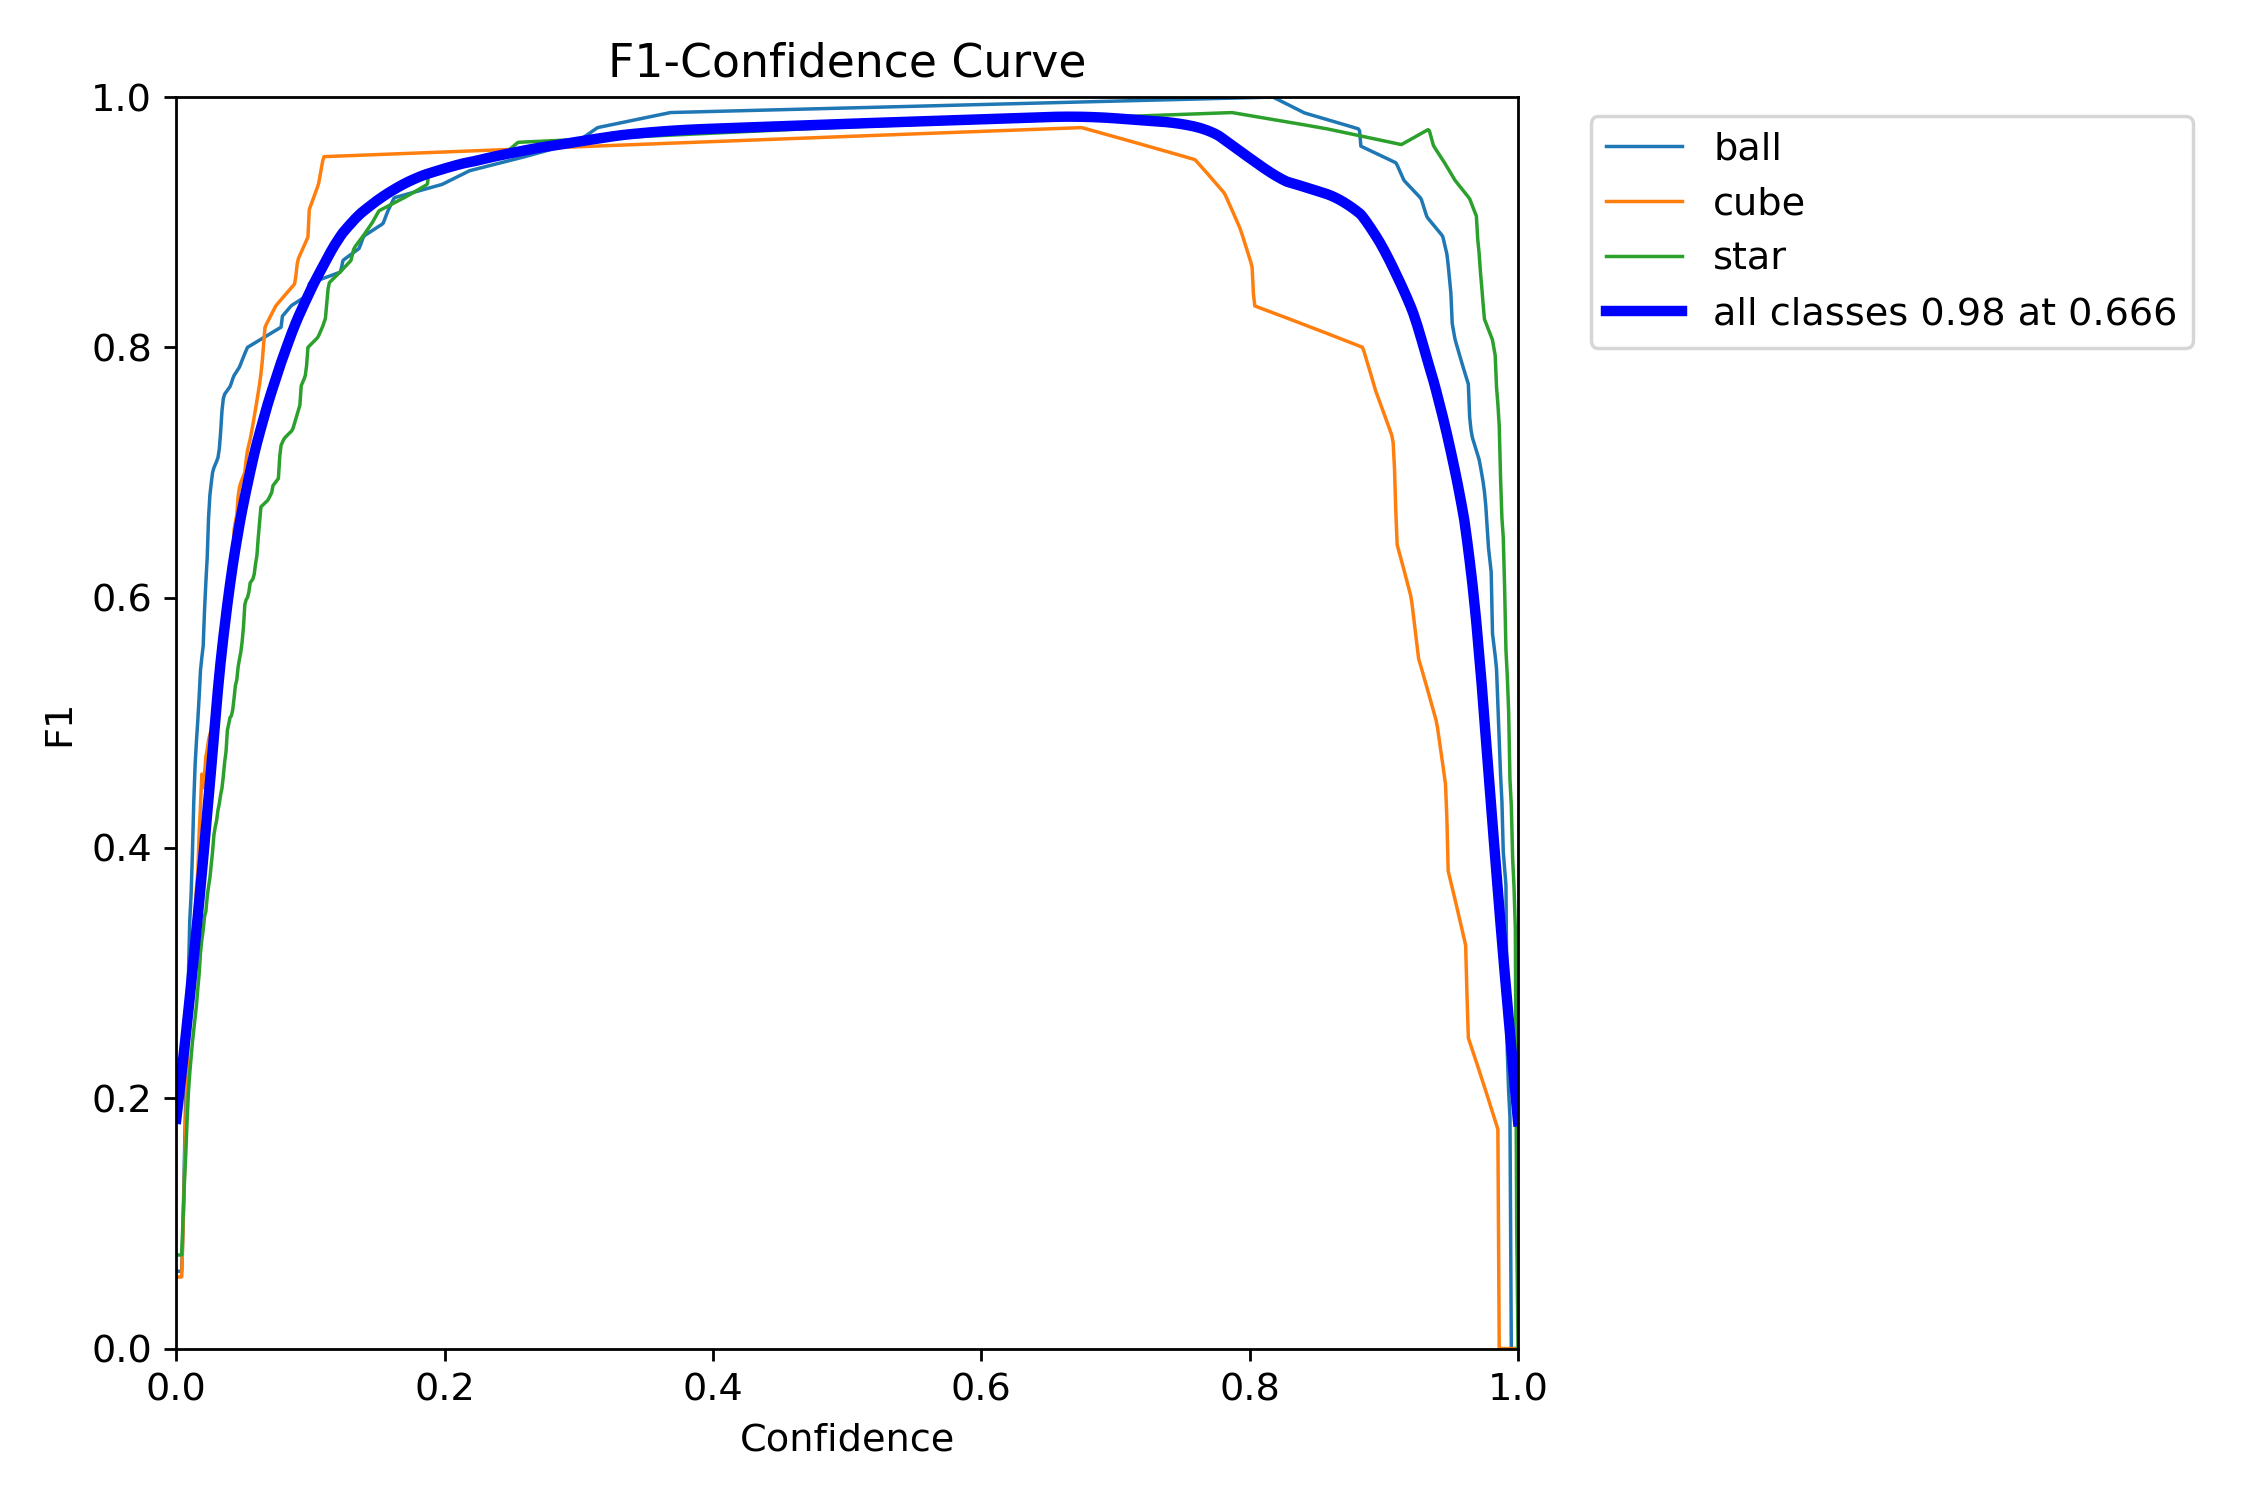 F1-Confidence Curve
1.0
0.8
0.6
0.4
0.2
0.0
F1
0.0 0.2 0.4 0.6 0.8 1.0
Confidence
ball
cube
star
all classes 0.98 at 0.666